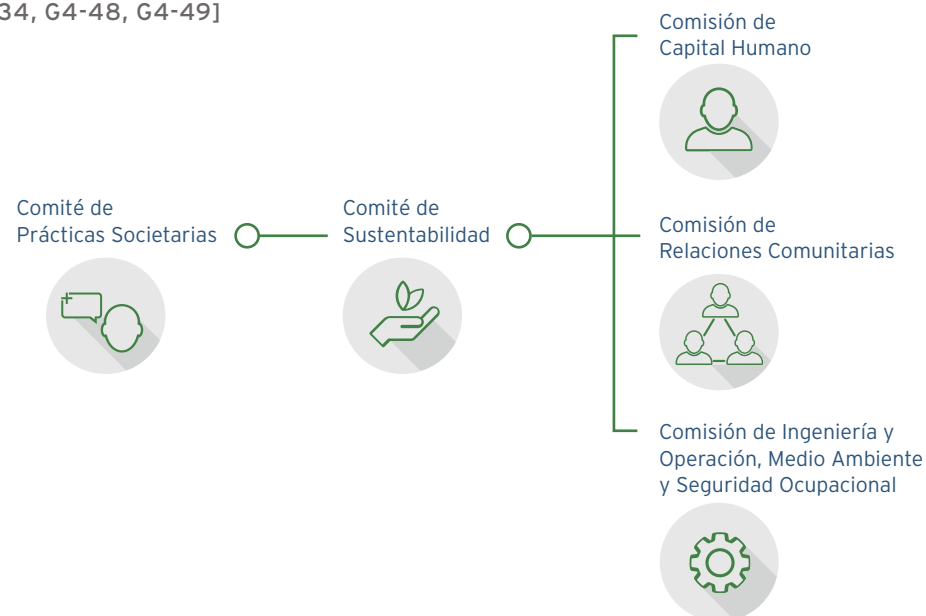 34, G4-48, G4-49]
Comisión de
Capital Humano
Comité de
Prácticas Societarias
Comité de
Sustentabilidad
Comisión de
Relaciones Comunitarias
Comisión de Ingeniería y
Operación, Medio Ambiente
y Seguridad Ocupacional